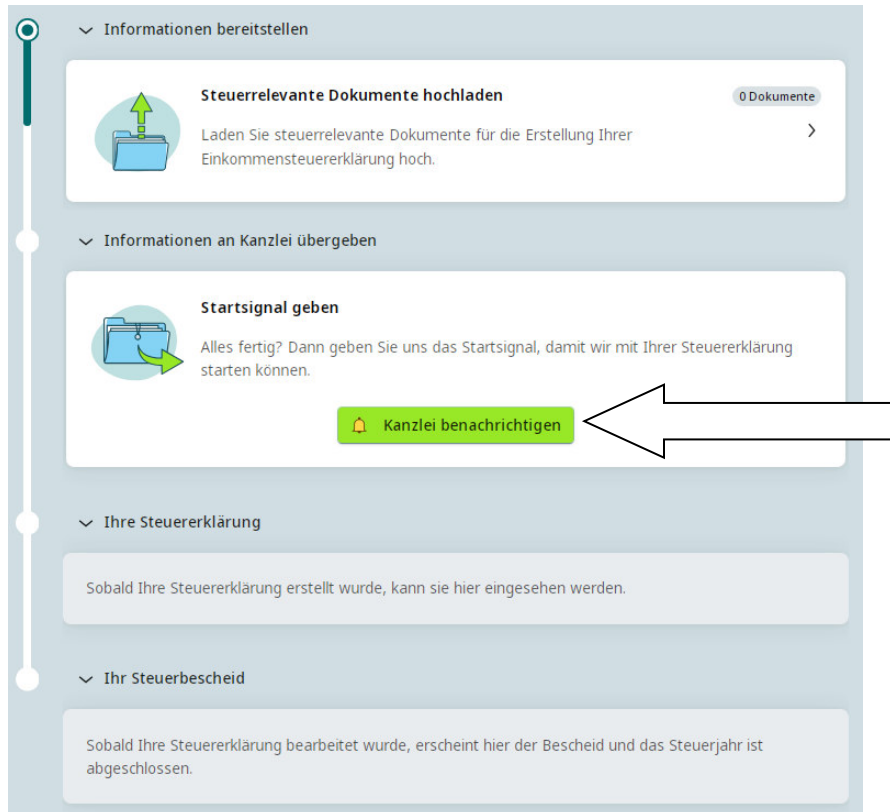 Informationen bereitstellen
Steuerrelevante Dokumente hochladen
0 Dokumente
Laden Sie steuerrelevante Dokumente für die Erstellung Ihrer
Einkommensteuererklärung hoch.
Informationen an Kanzlei übergeben
Startsignal geben
Alles fertig? Dann geben Sie uns das Startsignal, damit wir mit Ihrer Steuererklärung
starten können.
Kanzlei benachrichtigen
Ihre Steuererklärung
Sobald Ihre Steuererklärung erstellt wurde, kann sie hier eingesehen werden.
Ihr Steuerbescheid
Sobald Ihre Steuererklärung bearbeitet wurde, erscheint hier der Bescheid und das Steuerjahr ist
abgeschlossen.